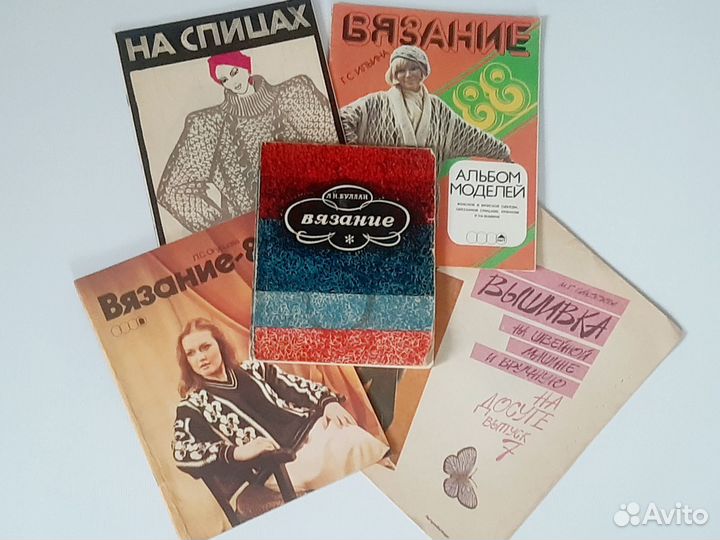 НА СПИЦАХ
ВЯЗАНИЕ
Г.С. ИЛЬИНА
88
АЛЬБОМ
МОДЕЛЕЙ
Л.Н. БУЛЛАН
вязание
Вязание-8
ВЫШИВКА
НА ШВЕЙНОЙ
МАШИНЕ
И ВРУЧНУЮ
НА
ДОСУГЕ
ВЫПУСК
7
Avito